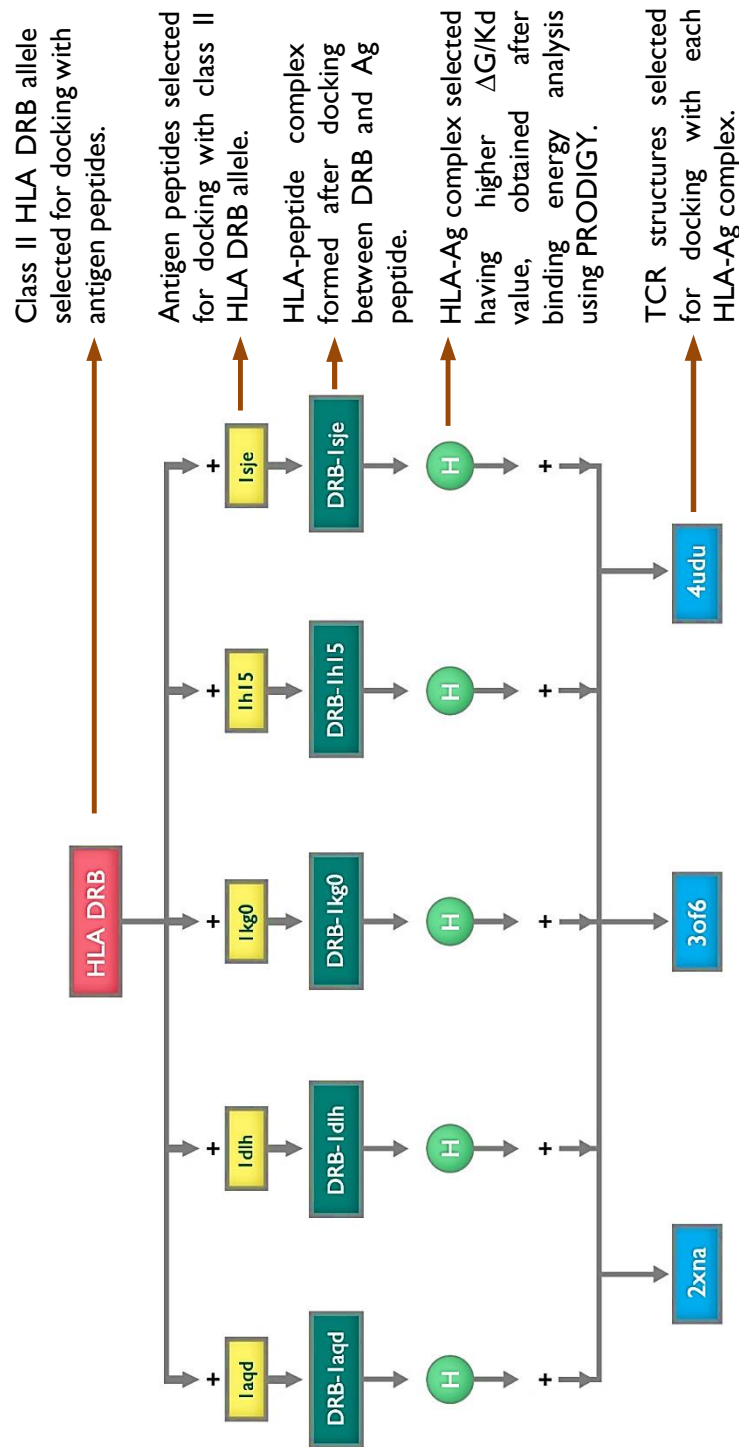 HLA DRB
Class II HLA DRB allele
selected for docking with
antigen peptides.
+ + + + +
1aqd
1dlh
1kg0
1h15
1sje
Antigen peptides selected
for docking with class II
HLA DRB allele.
DRB-1aqd
DRB-1dlh
DRB-1kg0
DRB-1h15
DRB-1sje
HLA-peptide complex
formed after docking
between DRB and Ag
peptide.
H
H
H
H
H
HLA-Ag complex selected
having higher ΔG/Kd
value, obtained after
binding energy analysis
using PRODIGY.
+ + + + +
2xna
3of6
4udu
TCR structures selected
for docking with each
HLA-Ag complex.